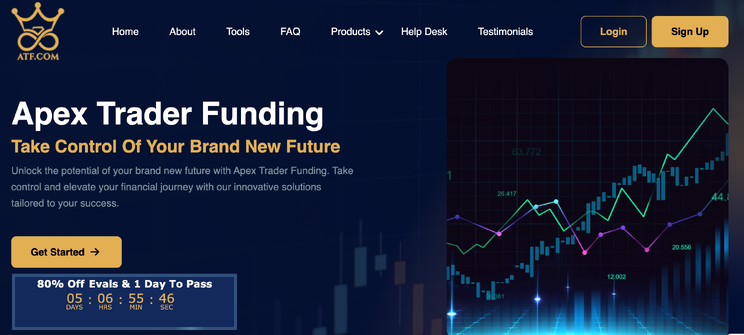 ATF.COM
Home
About
Tools
FAQ
Products
Help Desk
Testimonials
Login
Sign Up
Apex Trader Funding
Take Control Of Your Brand New Future
Unlock the potential of your brand new future with Apex Trader Funding. Take
control and elevate your financial journey with our innovative solutions
tailored to your success.
Get Started →
80% Off Evals & 1 Day To Pass
05 : 06 : 55 : 46
DAYS HRS MIN SEC
63.772
26.417
44.8
20.556
12.002